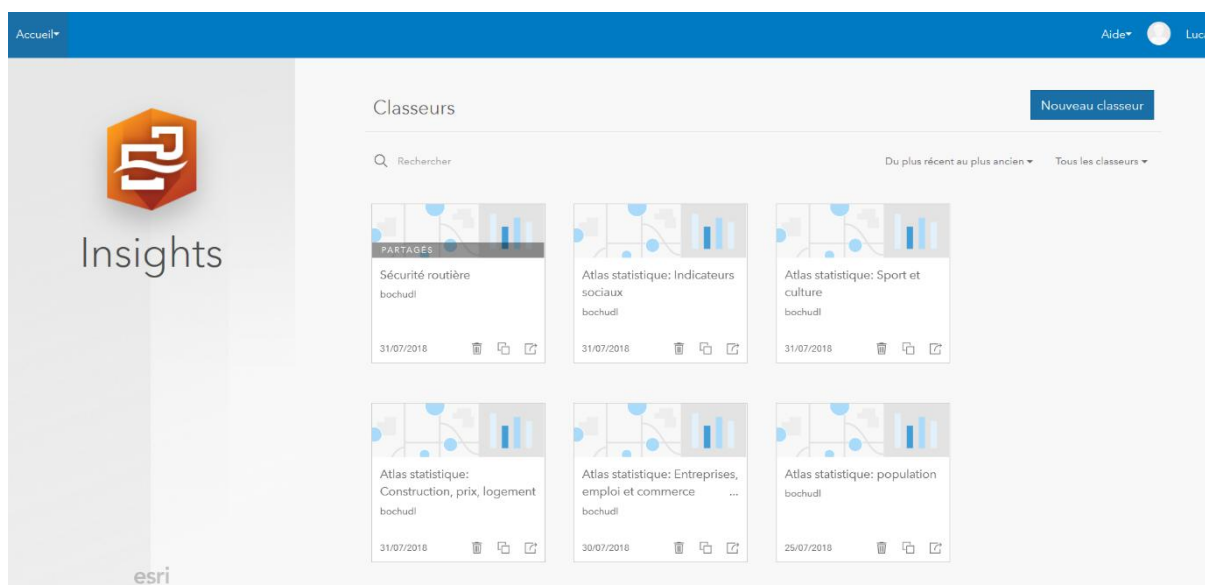 Accueil
Aide
Luca
Insights
esri
Classeurs
Nouveau classeur
Rechercher
Du plus récent au plus ancien
Tous les classeurs
PARTAGÉS
Sécurité routière
bochudl
31/07/2018
Atlas statistique: Indicateurs
sociaux
bochudl
31/07/2018
Atlas statistique: Sport et
culture
bochudl
31/07/2018
Atlas statistique:
Construction, prix, logement
bochudl
31/07/2018
Atlas statistique: Entreprises,
emploi et commerce ...
bochudl
30/07/2018
Atlas statistique: population
bochudl
25/07/2018